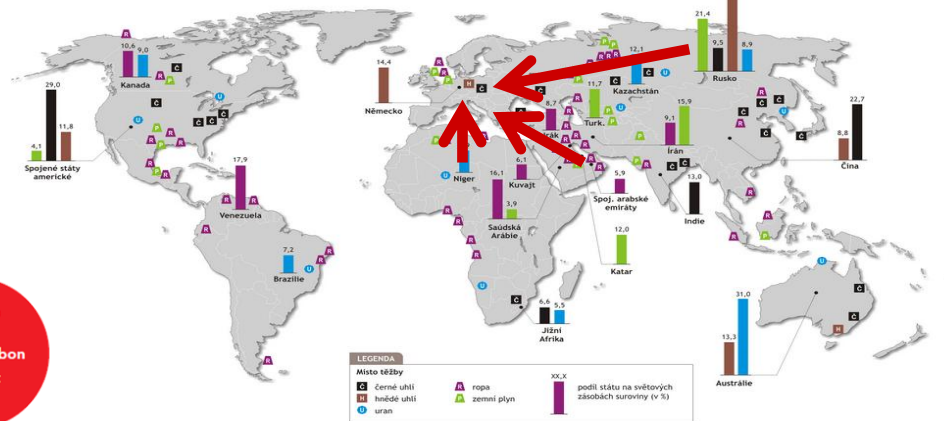 10,6 9,0
Kanada
29,0
11,8
4,1
Spojené státy
americké
17,9
Venezuela
7,2
Brazílie
14,4
Německo
21,4
9,5
8,9
Rusko
12,1
Kazachstán
11,7
Turk.
8,7
9,1
15,9
Írán
22,7
8,8
Čína
Niger
6,1
Kuvajt
16,1
3,9
Saúdská
Arábie
5,9
Spoj. arabské
emiráty
13,0
Indie
12,0
Katar
6,6 5,5
Jižní
Afrika
31,0
13,3
Austrálie
bon
LEGENDA
Místo těžby
Č černé uhlí
H hnědé uhlí
U uran
R ropa
P zemní plyn
XX,X
podíl státu na světových
zásobách suroviny (v %)